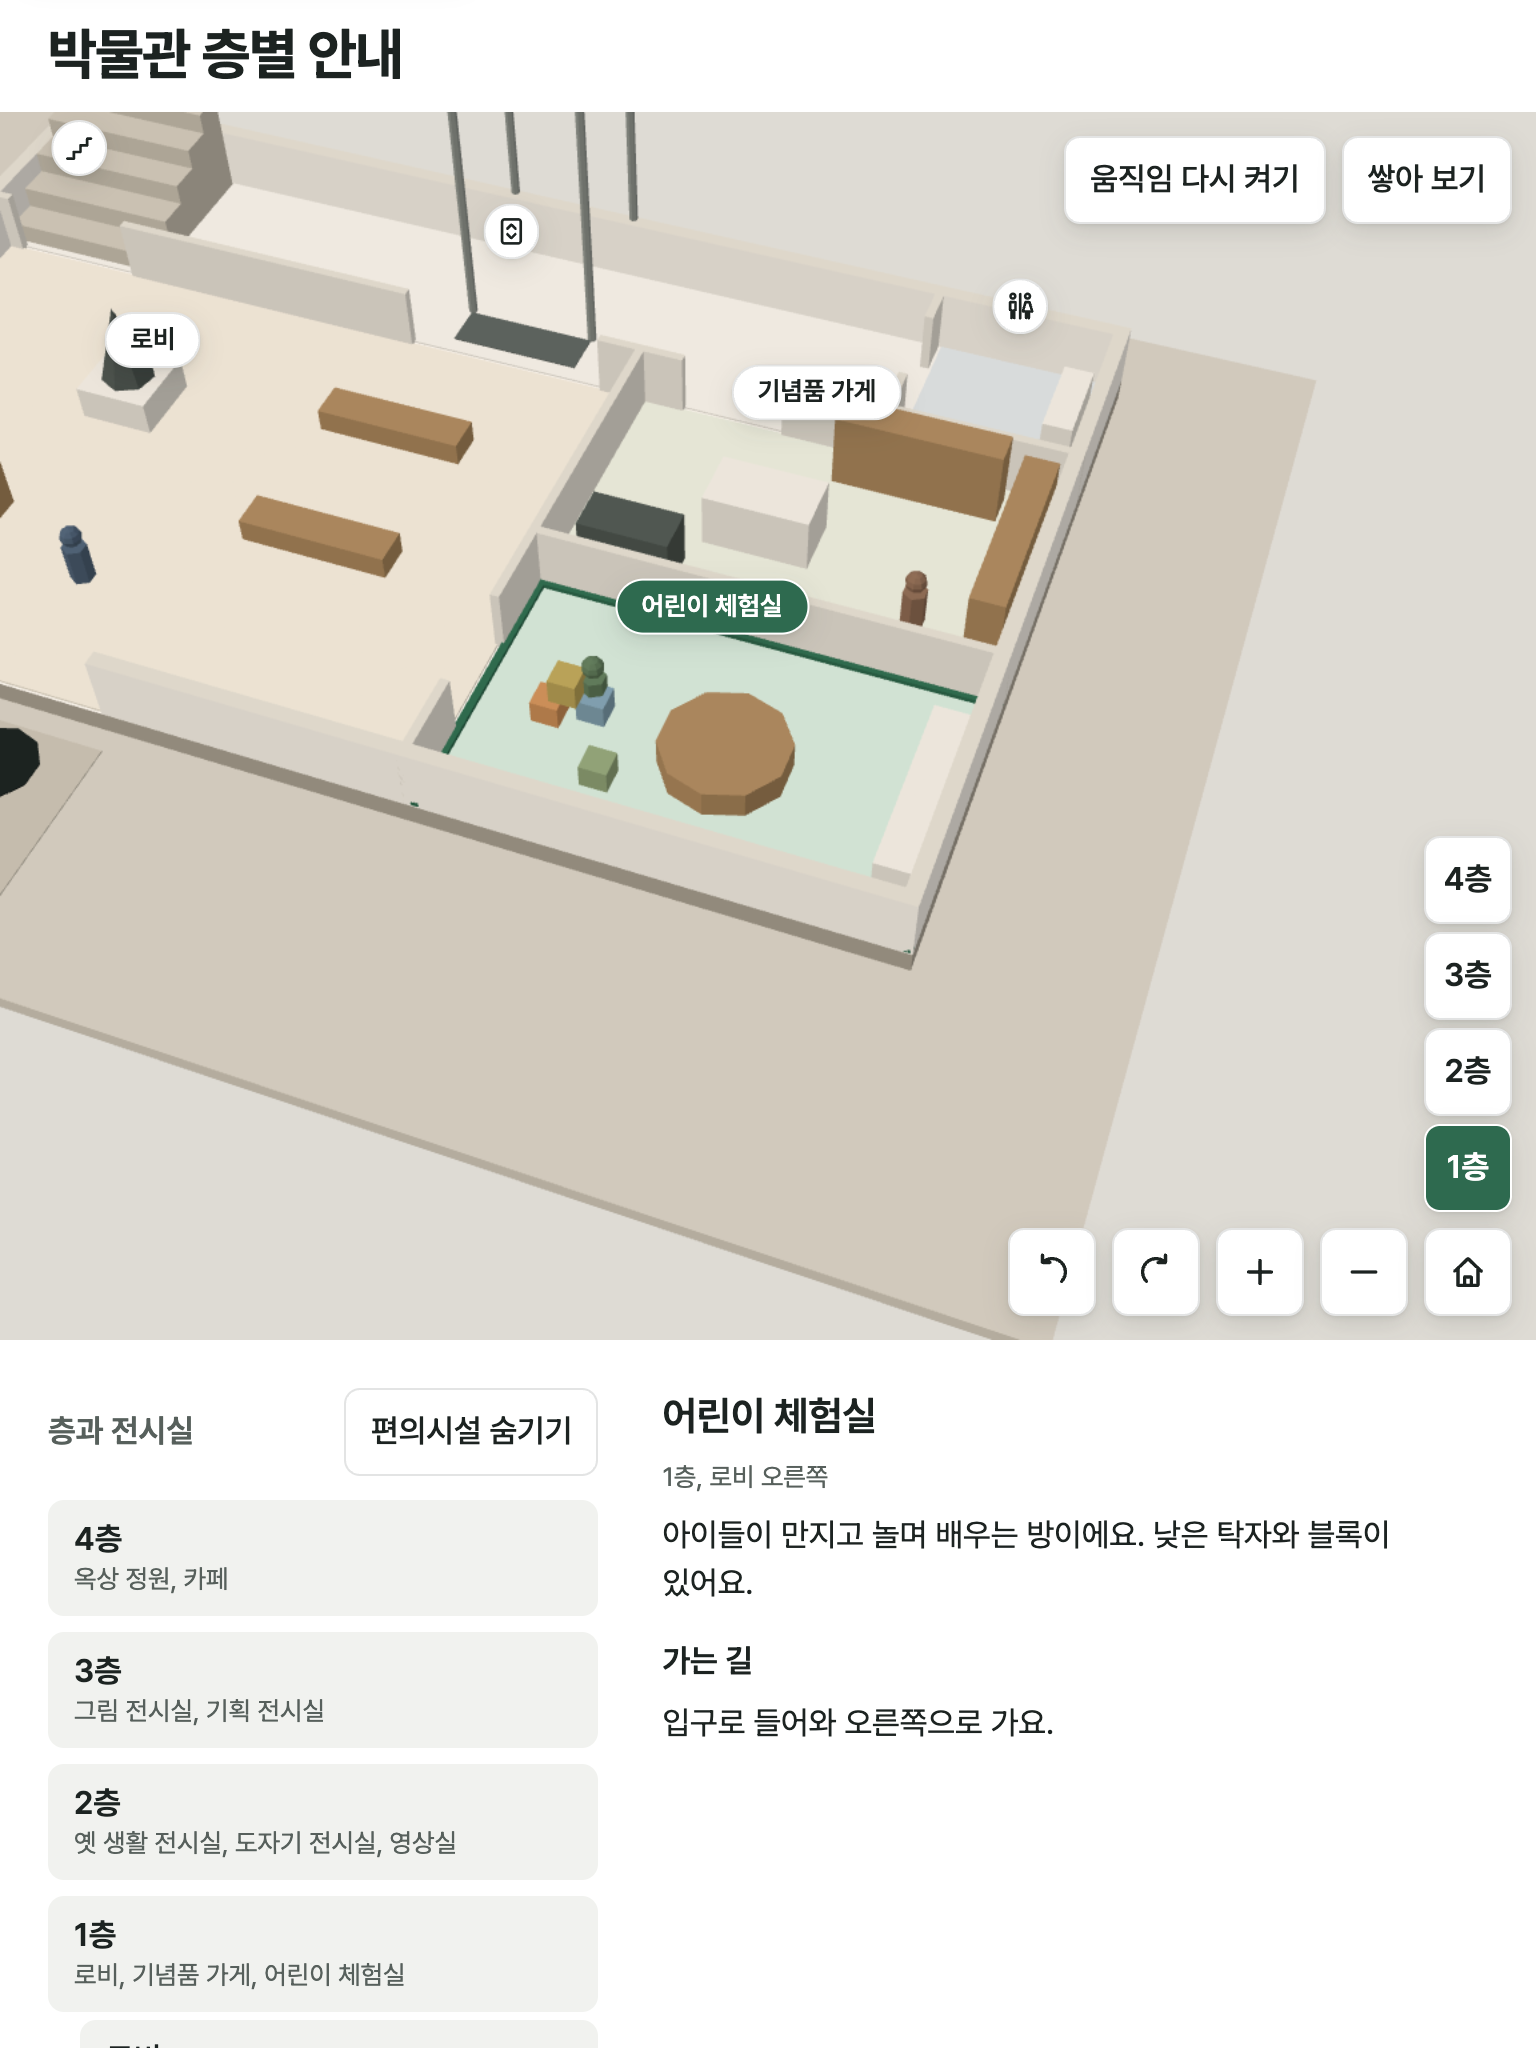 박물관 층별 안내
움직임 다시 켜기
쌓아 보기
로비
기념품 가게
어린이 체험실
4층
3층
2층
1층
층과 전시실
편의시설 숨기기
4층
옥상 정원, 카페
3층
그림 전시실, 기획 전시실
2층
옛 생활 전시실, 도자기 전시실, 영상실
1층
로비, 기념품 가게, 어린이 체험실
어린이 체험실
1층, 로비 오른쪽
아이들이 만지고 놀며 배우는 방이에요. 낮은 탁자와 블록이
있어요.
가는 길
입구로 들어와 오른쪽으로 가요.